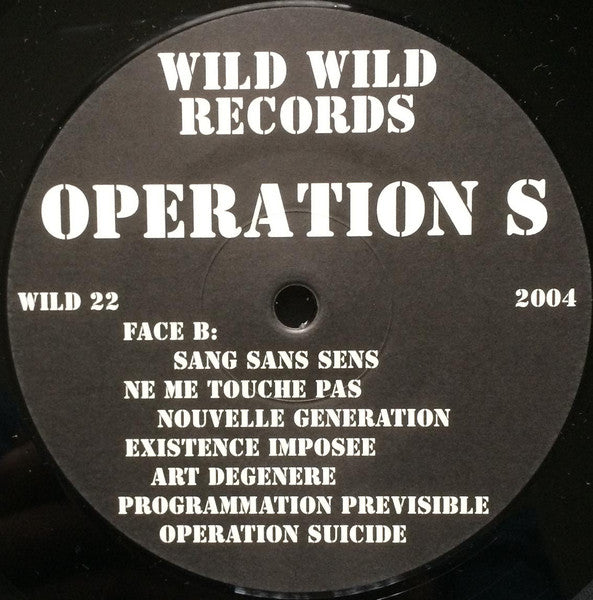 WILD WILD
RECORDS
OPERATION S
WILD 22
2004
FACE B:
SANG SANS SENS
NE ME TOUCHE PAS
NOUVELLE GENERATION
EXISTENCE IMPOSEE
ART DEGENERE
PROGRAMMATION PREVISIBLE
OPERATION SUICIDE